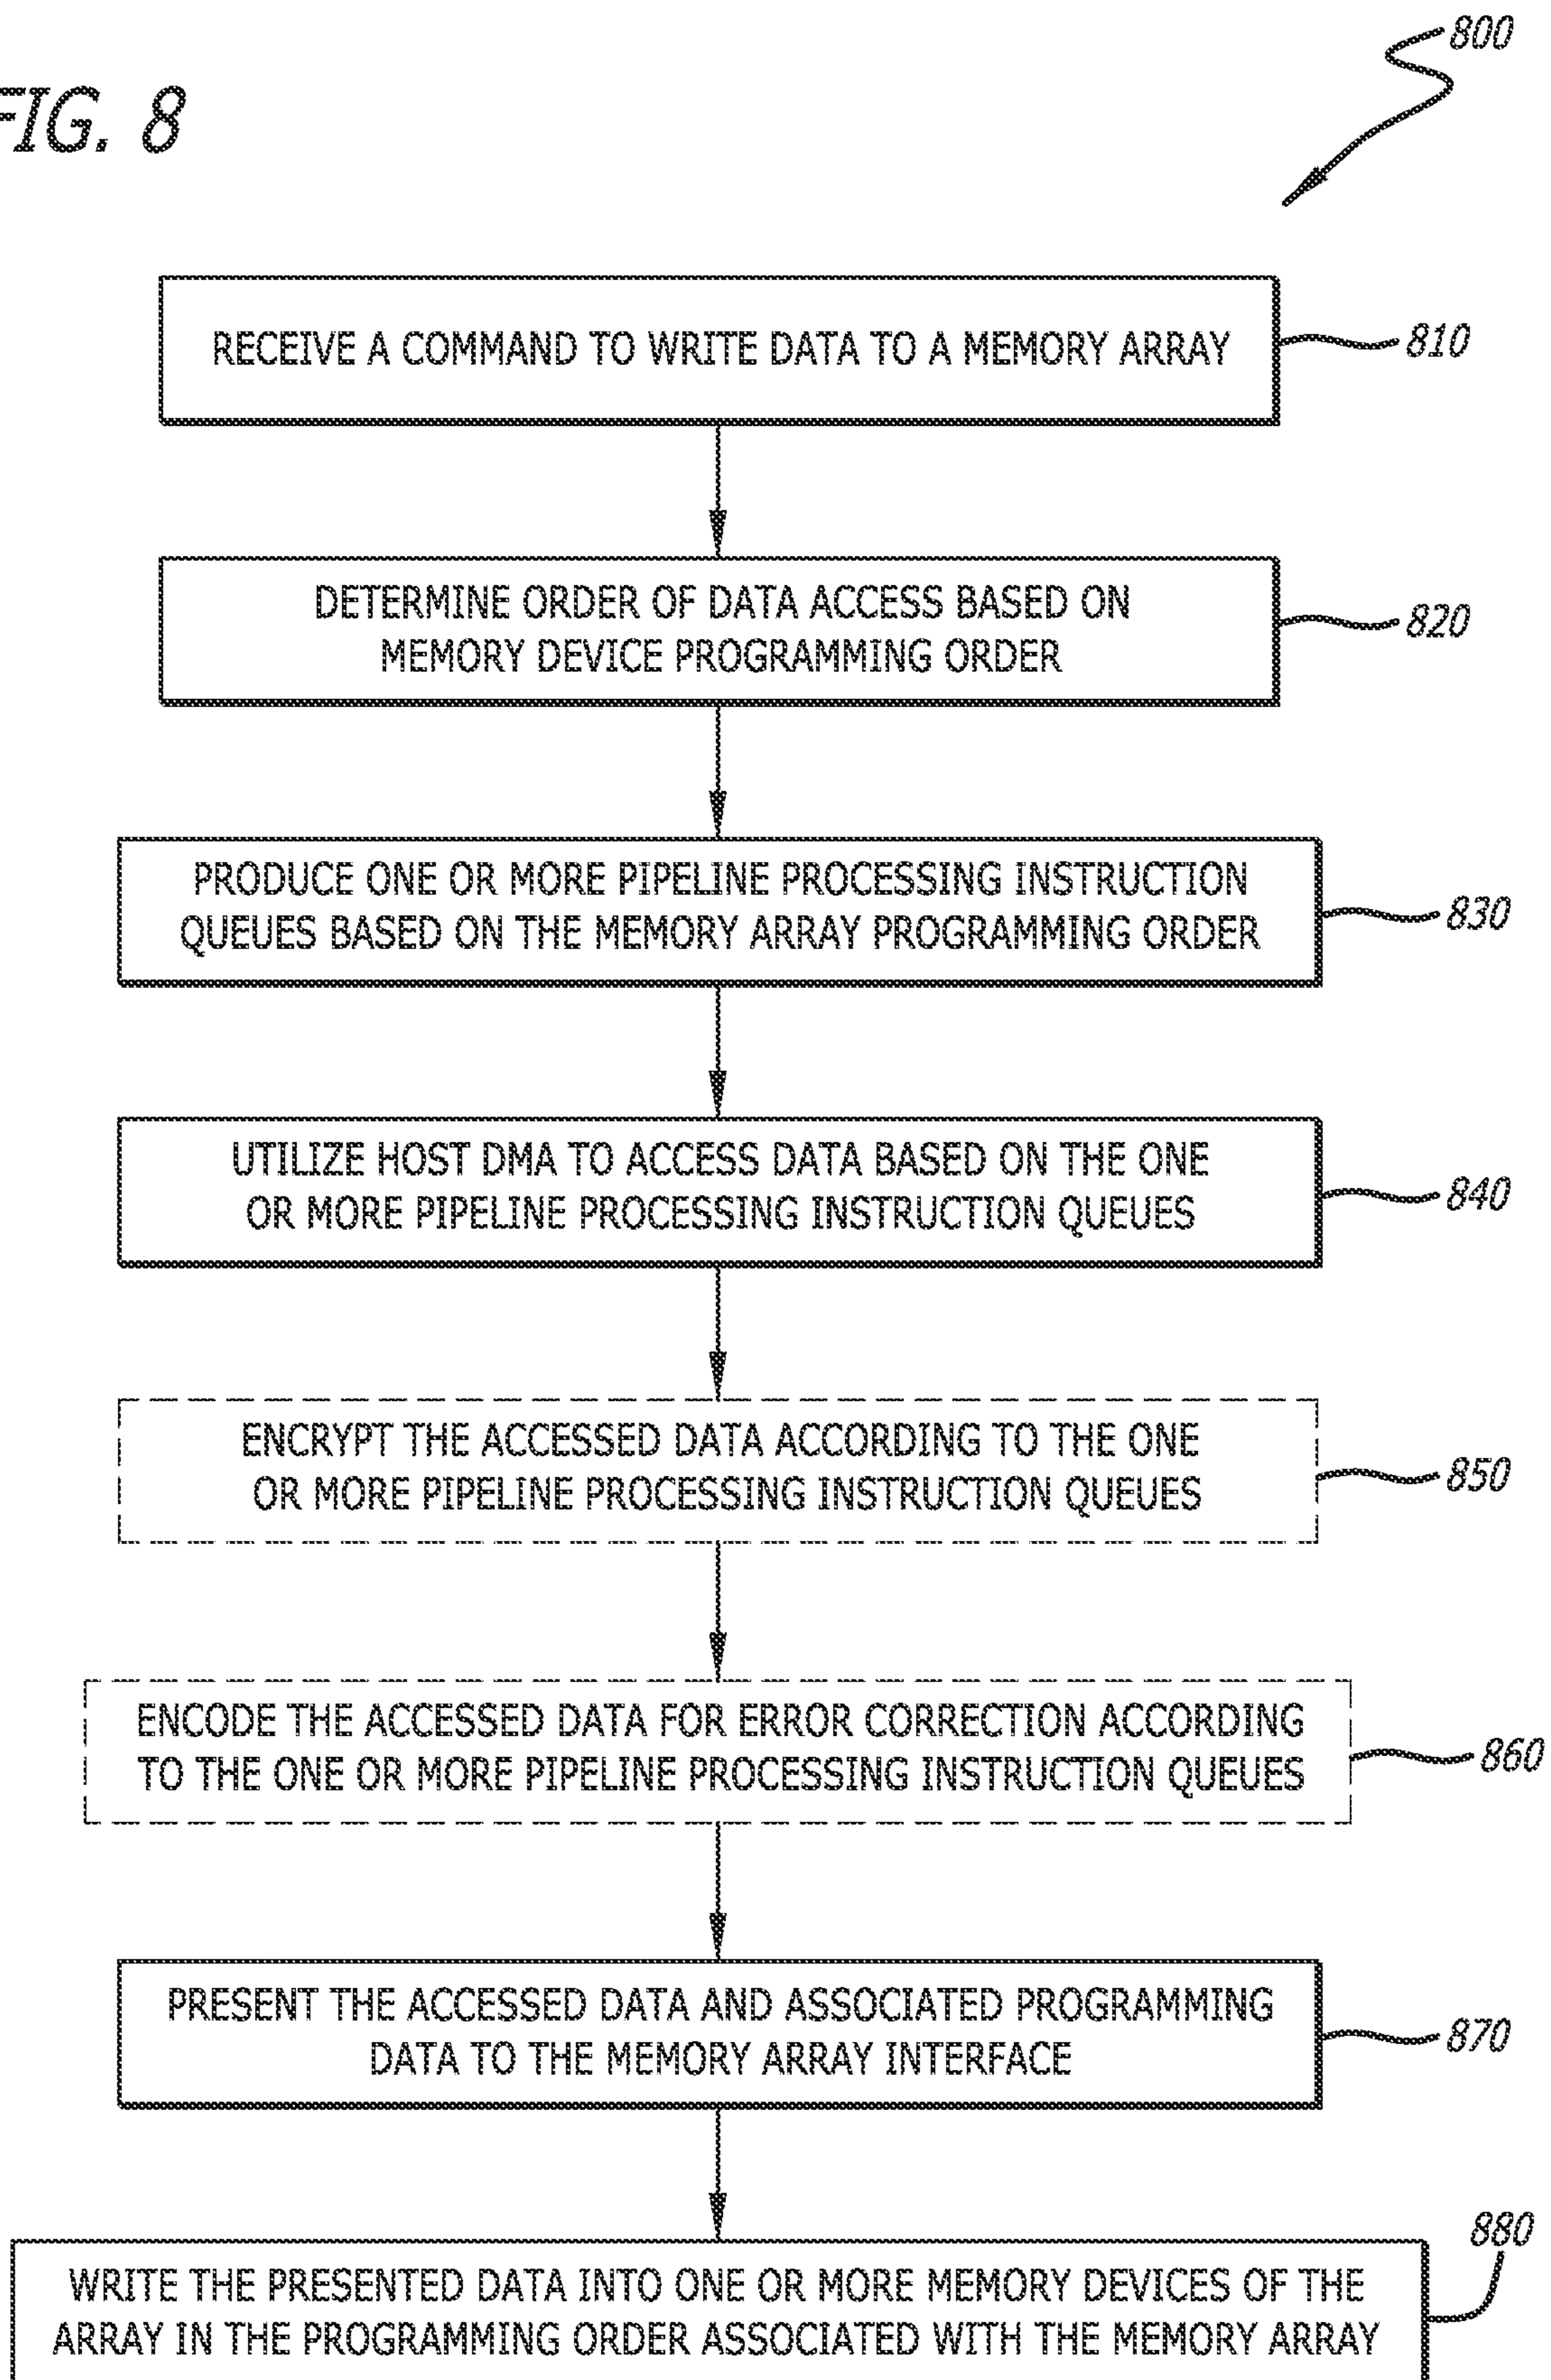 800
FIG. 8
RECEIVE A COMMAND TO WRITE DATA TO A MEMORY ARRAY
810
DETERMINE ORDER OF DATA ACCESS BASED ON
MEMORY DEVICE PROGRAMMING ORDER
820
PRODUCE ONE OR MORE PIPELINE PROCESSING INSTRUCTION
QUEUES BASED ON THE MEMORY ARRAY PROGRAMMING ORDER
830
UTILIZE HOST DMA TO ACCESS DATA BASED ON THE ONE
OR MORE PIPELINE PROCESSING INSTRUCTION QUEUES
840
ENCRYPT THE ACCESSED DATA ACCORDING TO THE ONE
OR MORE PIPELINE PROCESSING INSTRUCTION QUEUES
850
ENCODE THE ACCESSED DATA FOR ERROR CORRECTION ACCORDING
TO THE ONE OR MORE PIPELINE PROCESSING INSTRUCTION QUEUES
860
PRESENT THE ACCESSED DATA AND ASSOCIATED PROGRAMMING
DATA TO THE MEMORY ARRAY INTERFACE
870
880
WRITE THE PRESENTED DATA INTO ONE OR MORE MEMORY DEVICES OF THE
ARRAY IN THE PROGRAMMING ORDER ASSOCIATED WITH THE MEMORY ARRAY